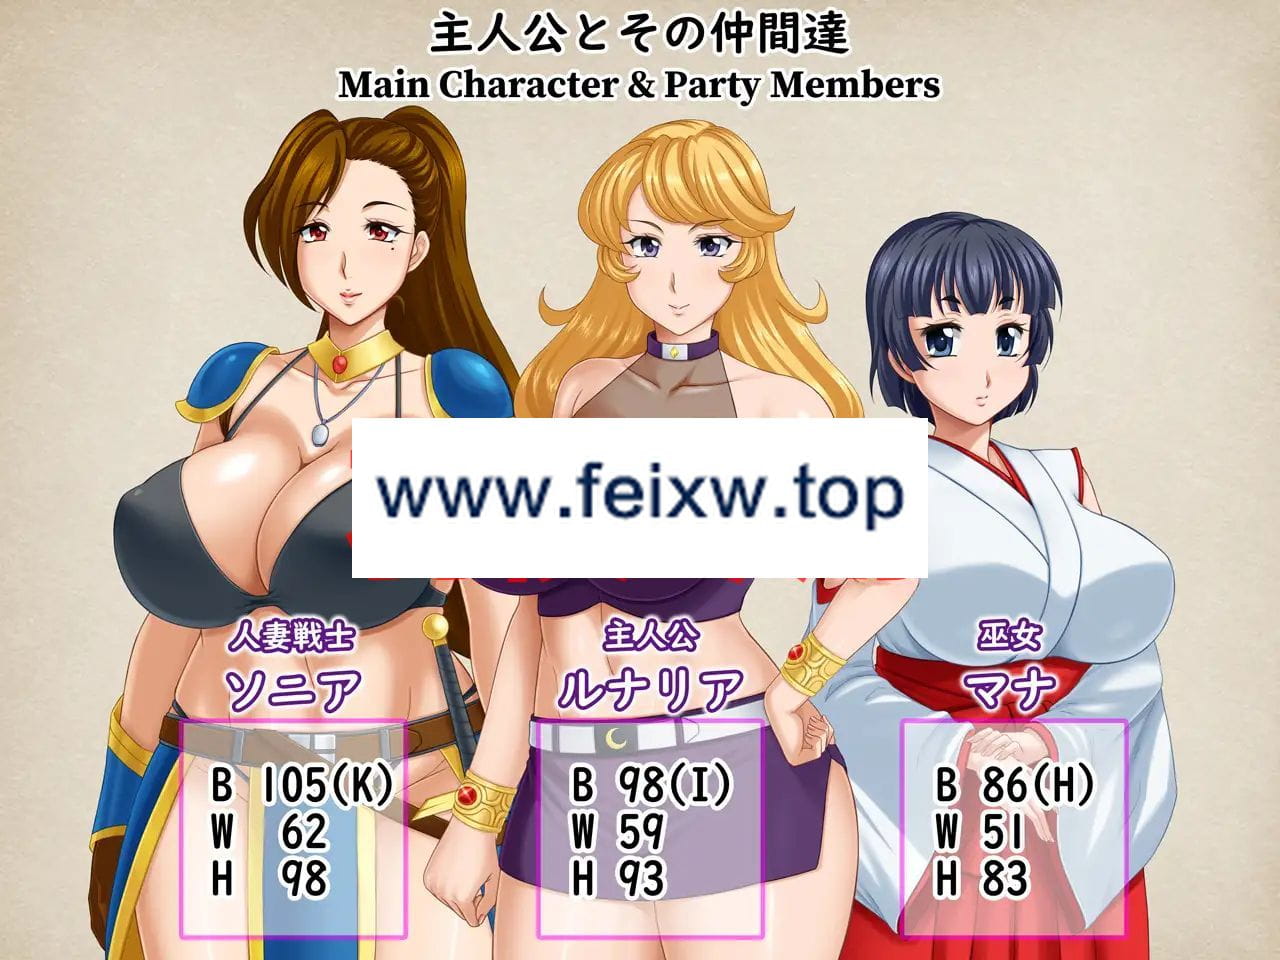 主人公とその仲間達
Main Character & Party Members
www.feixw.top
人妻戦士
ソニア
B 105(K)
W 62
H 98
主人公
ルナリア
B 98(I)
W 59
H 93
巫女
マナ
B 86(H)
W 51
H 83